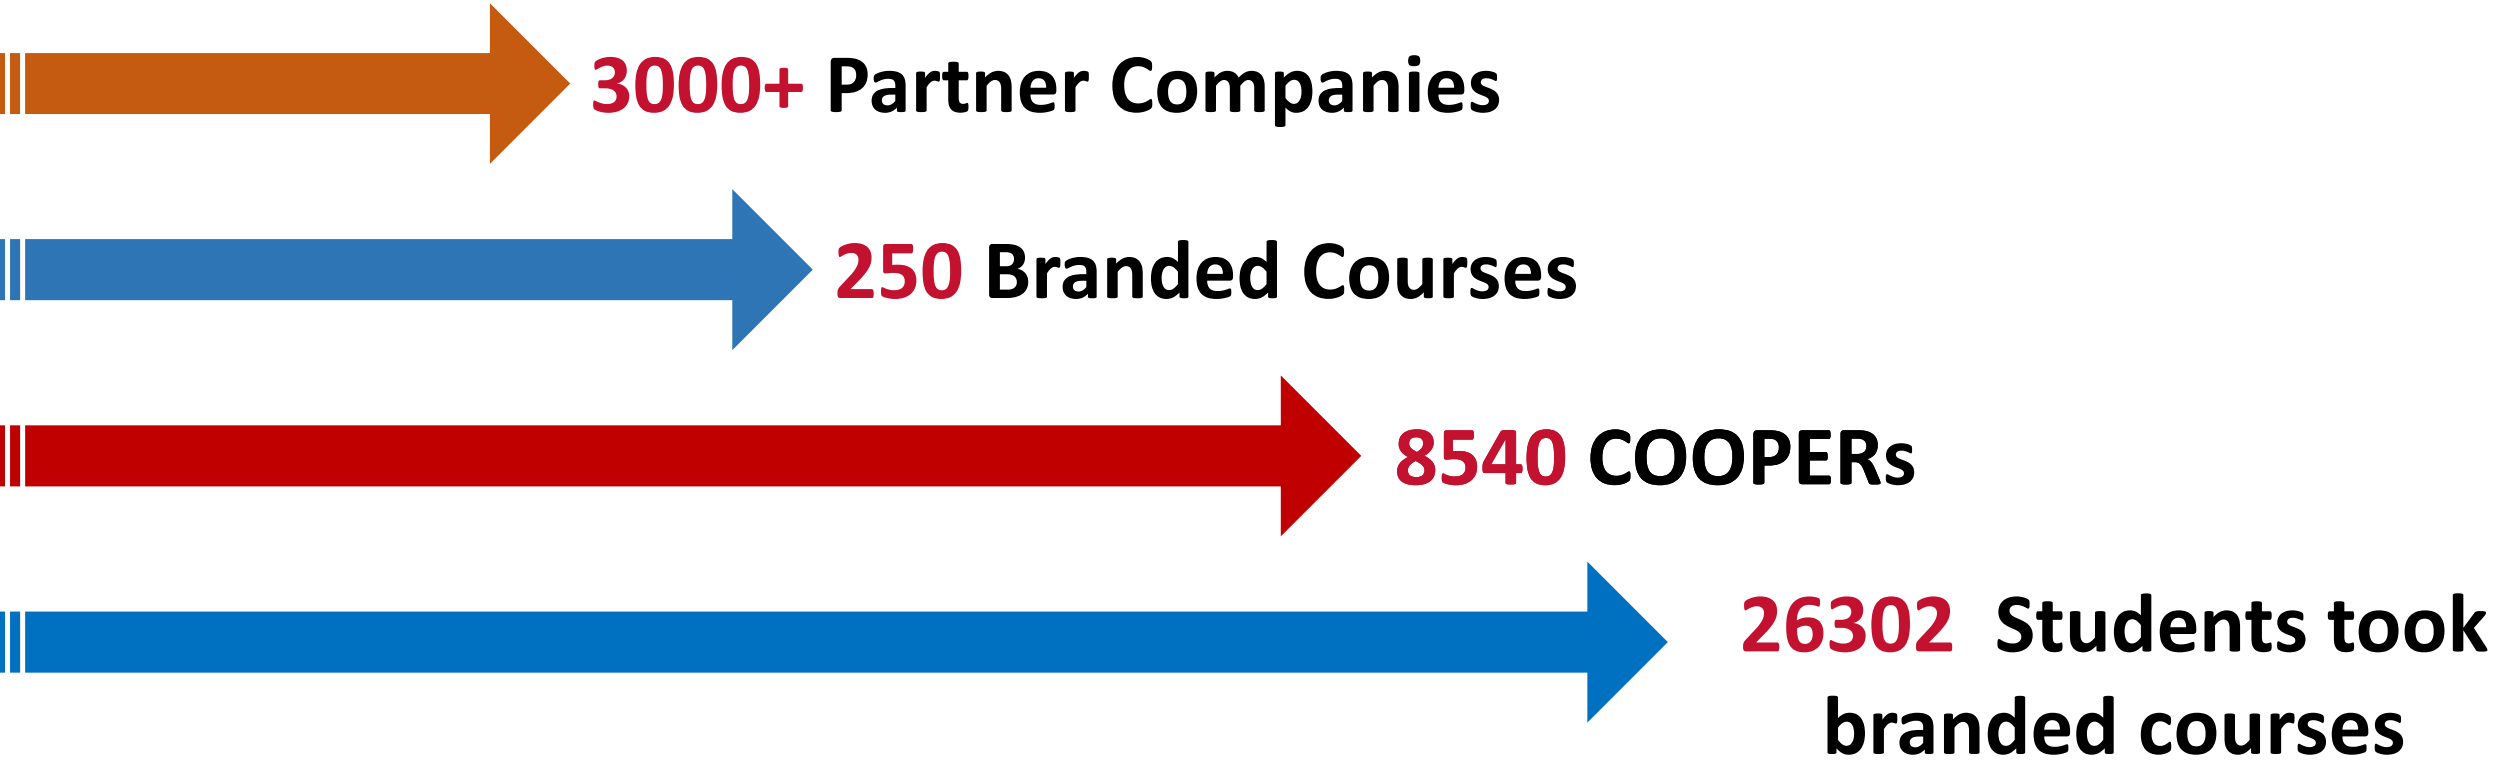 3000+ Partner Companies
250 Branded Courses
8540 COOPERs
26302 Students took
branded courses